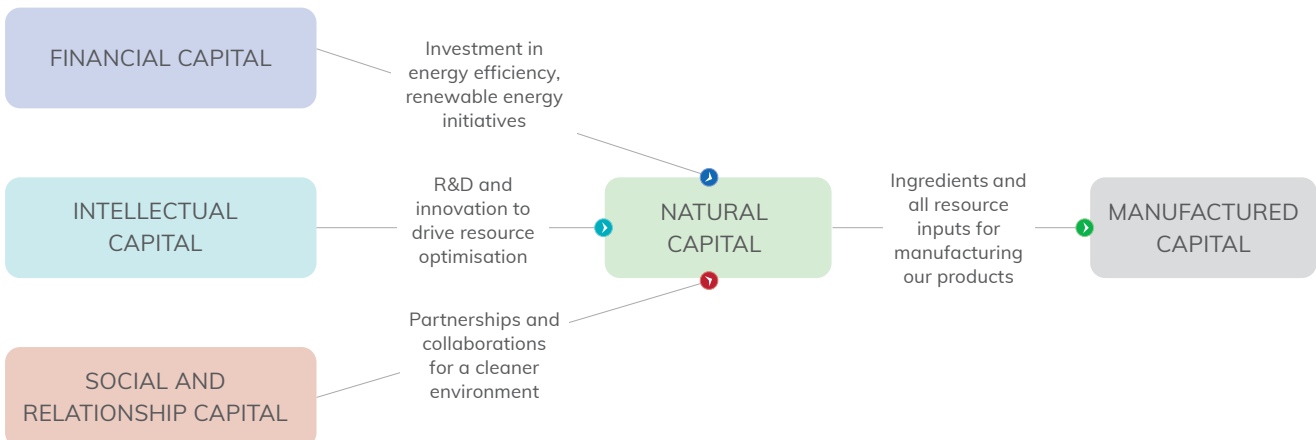 FINANCIAL CAPITAL
Investment in
energy efficiency,
renewable energy
initiatives
INTELLECTUAL
CAPITAL
R&D and
innovation to
drive resource
optimisation
SOCIAL AND
RELATIONSHIP CAPITAL
Partnerships and
collaborations
for a cleaner
environment
NATURAL
CAPITAL
Ingredients and
all resource
inputs for
manufacturing
our products
MANUFACTURED
CAPITAL